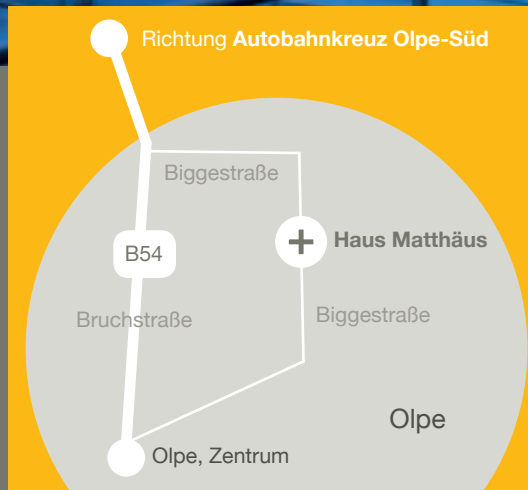 Richtung Autobahnkreuz Olpe-Süd
Biggestraße
Haus Matthäus
B54
Bruchstraße
Biggestraße
Olpe
Olpe, Zentrum